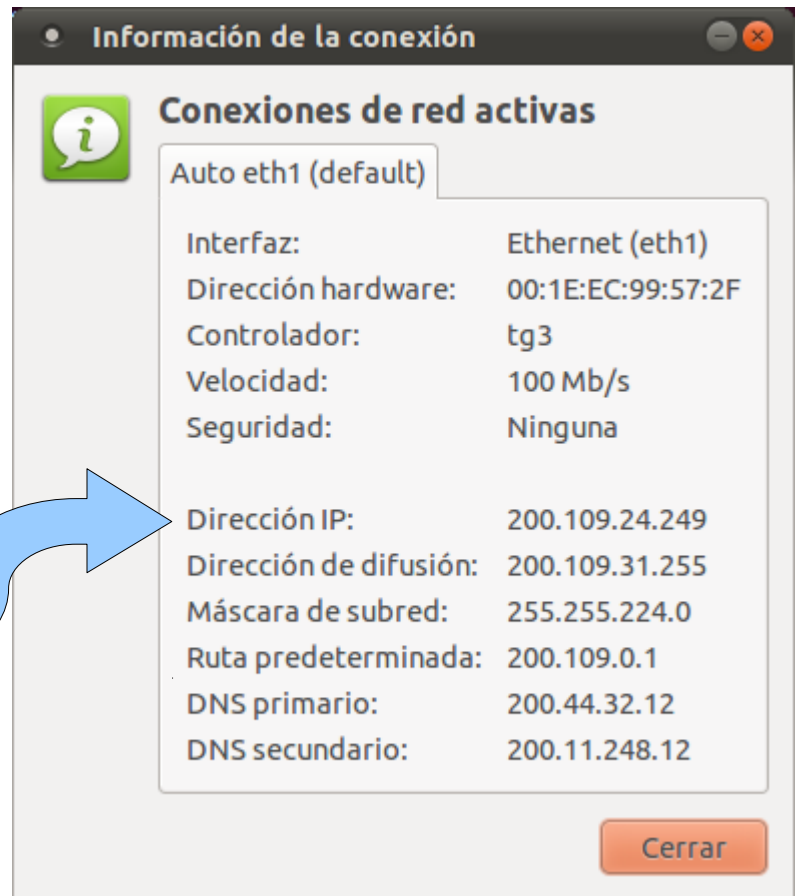 Información de la conexión
Conexiones de red activas
Auto eth1 (default)
Interfaz: Ethernet (eth1)
Dirección hardware: 00:1E:EC:99:57:2F
Controlador: tg3
Velocidad: 100 Mb/s
Seguridad: Ninguna
Dirección IP: 200.109.24.249
Dirección de difusión: 200.109.31.255
Máscara de subred: 255.255.224.0
Ruta predeterminada: 200.109.0.1
DNS primario: 200.44.32.12
DNS secundario: 200.11.248.12
Cerrar